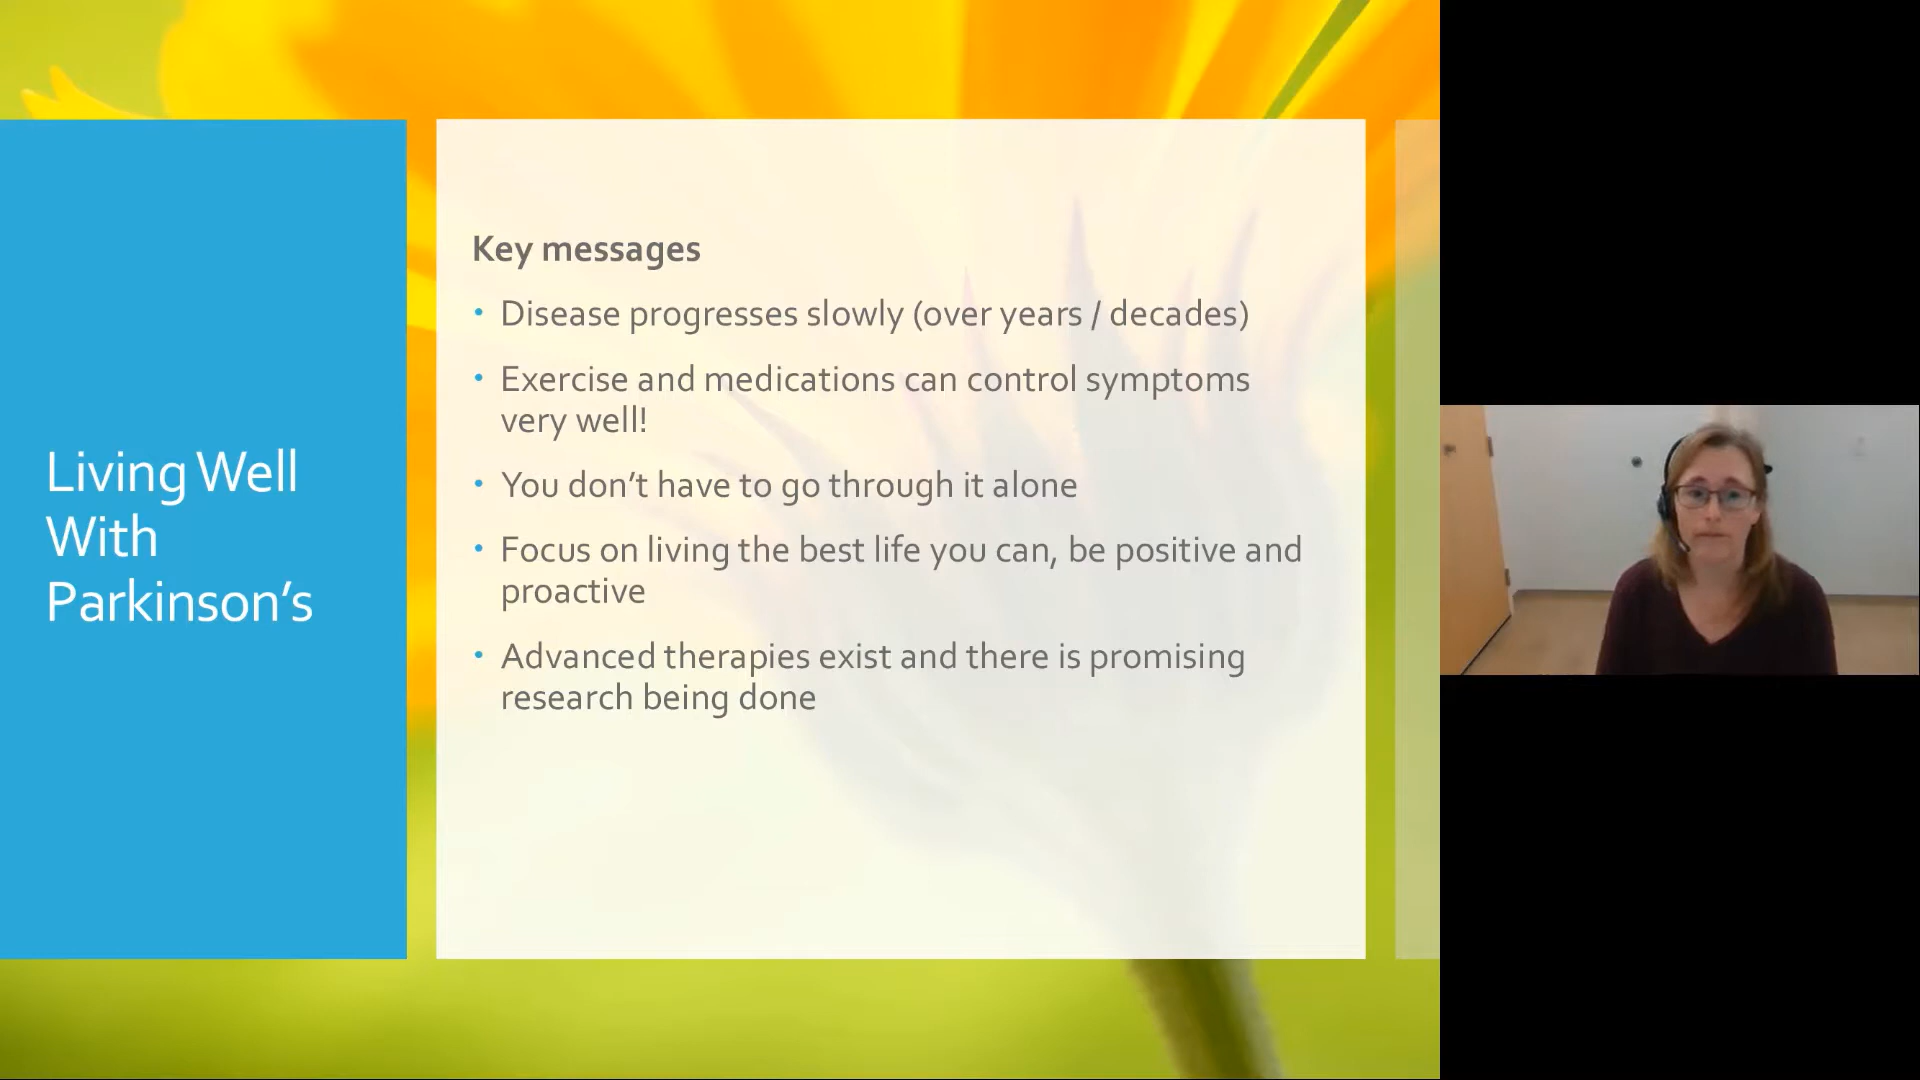 Living Well
With
Parkinson’s
Key messages
• Disease progresses slowly (over years / decades)
• Exercise and medications can control symptoms
very well!
• You don’t have to go through it alone
• Focus on living the best life you can, be positive and
proactive
• Advanced therapies exist and there is promising
research being done